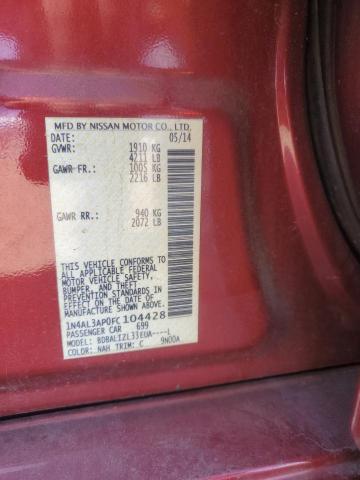 MFD BY NISSAN MOTOR CO., LTD.
DATE: 05/14
GVWR: 1910 KG
4211 LB
GAWR FR.: 1005 KG
2216 LB
GAWR RR.: 940 KG
2072 LB
THIS VEHICLE CONFORMS TO
ALL APPLICABLE FEDERAL
MOTOR VEHICLE SAFETY,
BUMPER, AND THEFT
PREVENTION STANDARDS
IN EFFECT ON THE DATE OF
MANUFACTURE SHOWN ABOVE.
1N4AL3AP0FC104428
PASSENGER CAR 699
MODEL: BDBALIZL33EUA----L
COLOR: NAH TRIM: C 9N00A